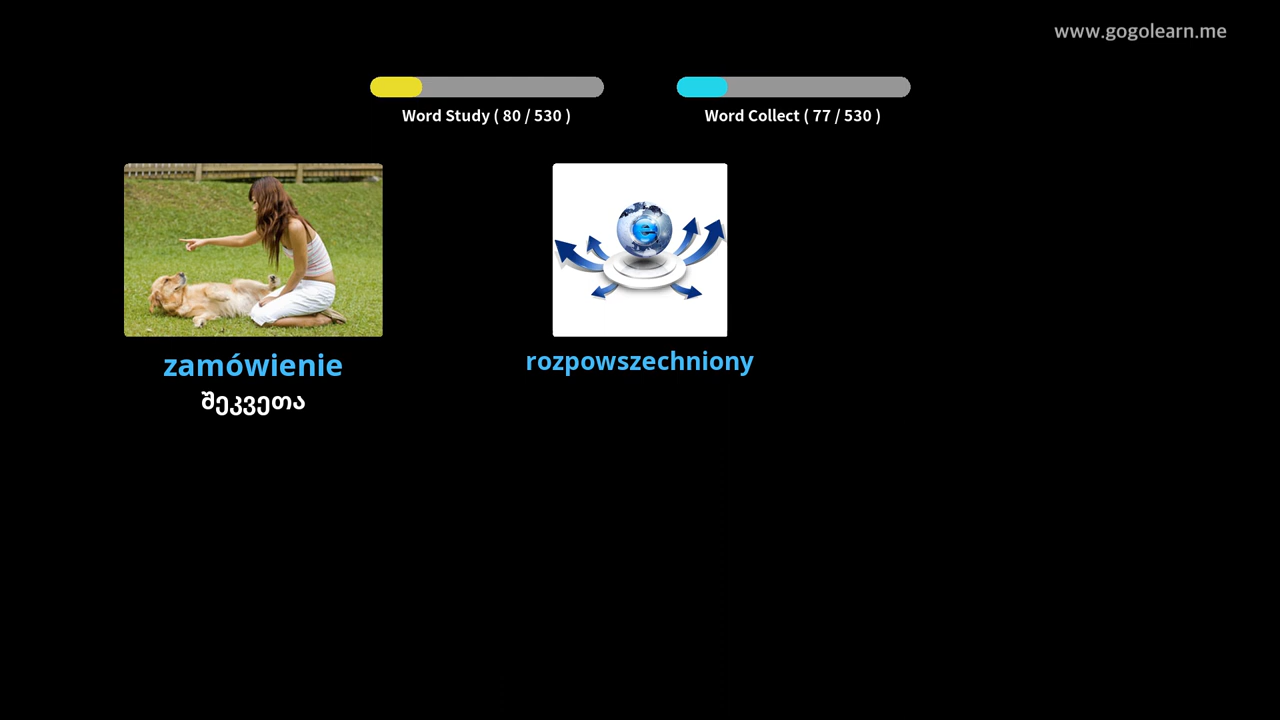 www.gogolearn.me
Word Study ( 80 / 530 )
Word Collect ( 77 / 530 )
e
zamówienie
შეკვეთა
rozpowszechniony